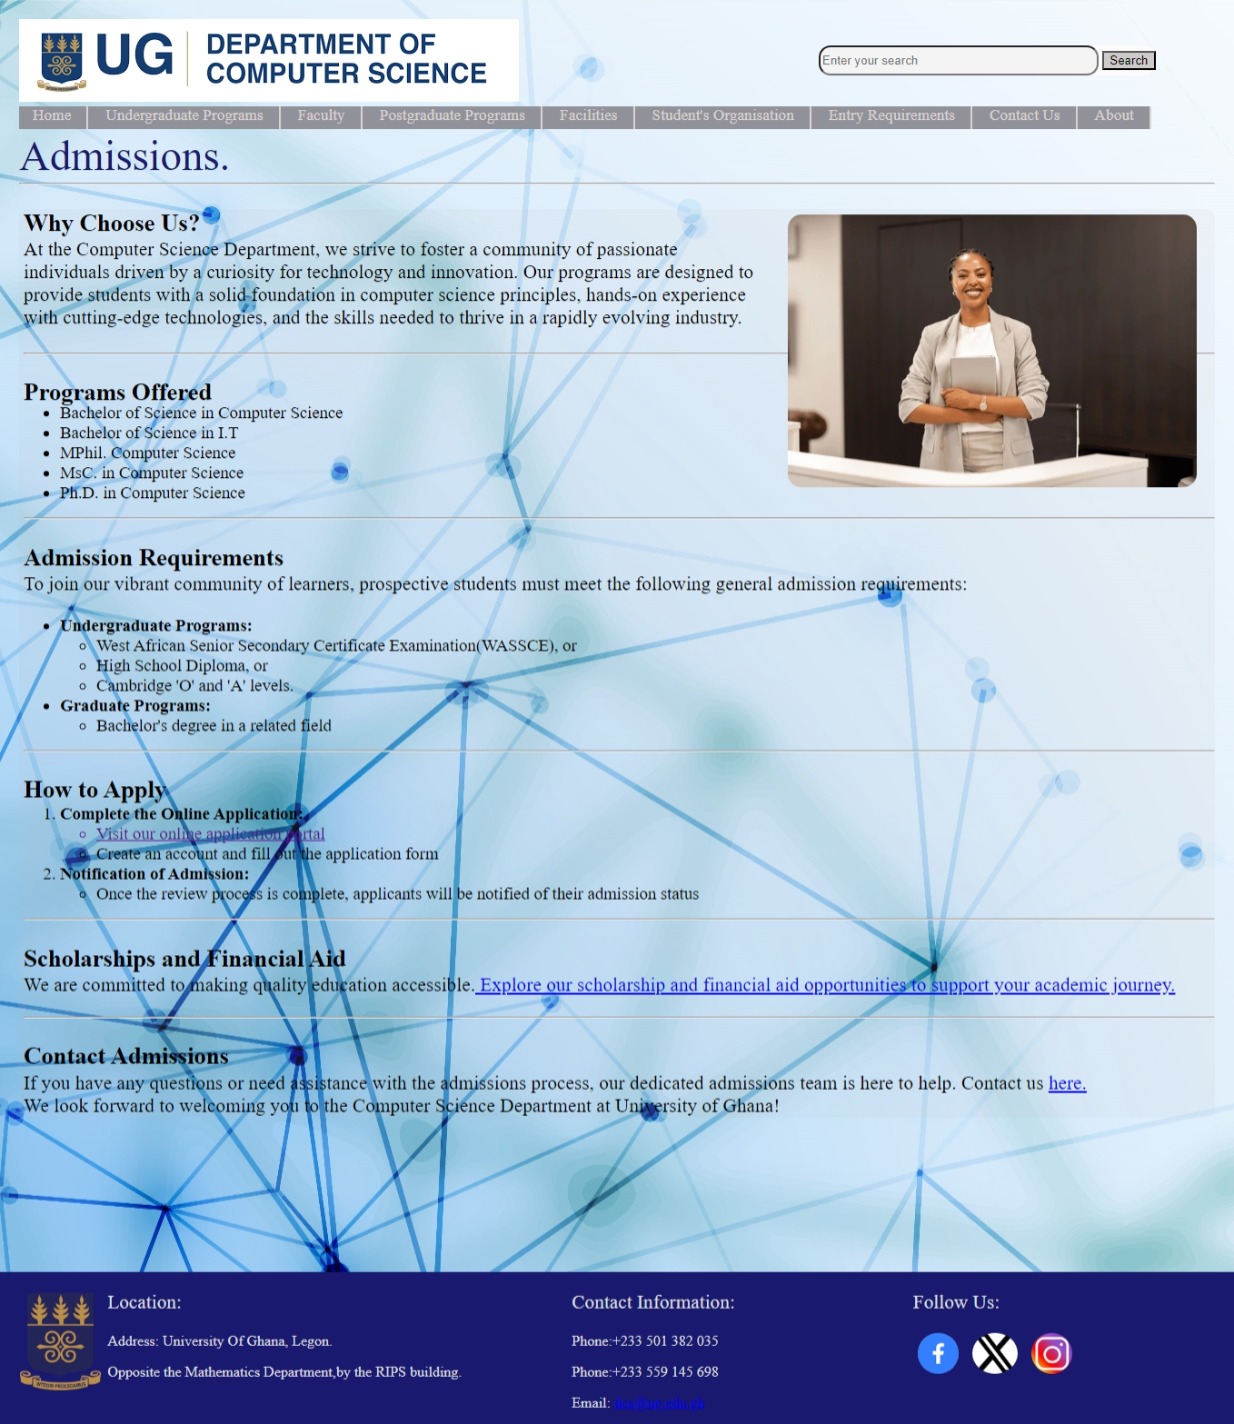 UG DEPARTMENT OF
COMPUTER SCIENCE
Enter your search Search
Home Undergraduate Programs Faculty Postgraduate Programs Facilities Student's Organisation Entry Requirements Contact Us About
Admissions.
Why Choose Us?
At the Computer Science Department, we strive to foster a community of passionate
individuals driven by a curiosity for technology and innovation. Our programs are designed to
provide students with a solid foundation in computer science principles, hands-on experience
with cutting-edge technologies, and the skills needed to thrive in a rapidly evolving industry.
Programs Offered
Bachelor of Science in Computer Science
Bachelor of Science in I.T
MPhil. Computer Science
MsC. in Computer Science
Ph.D. in Computer Science
Admission Requirements
To join our vibrant community of learners, prospective students must meet the following general admission requirements:
Undergraduate Programs:
West African Senior Secondary Certificate Examination(WASSCE), or
High School Diploma, or
Cambridge 'O' and 'A' levels.
Graduate Programs:
Bachelor's degree in a related field
How to Apply
1. Complete the Online Application:
Visit our online application portal
Create an account and fill out the application form
2. Notification of Admission:
Once the review process is complete, applicants will be notified of their admission status
Scholarships and Financial Aid
We are committed to making quality education accessible. Explore our scholarship and financial aid opportunities to support your academic journey.
Contact Admissions
If you have any questions or need assistance with the admissions process, our dedicated admissions team is here to help. Contact us here.
We look forward to welcoming you to the Computer Science Department at University of Ghana!
Location:
Address: University Of Ghana, Legon.
Opposite the Mathematics Department,by the RIPS building.
Contact Information:
Phone:+233 501 382 035
Phone:+233 559 145 698
Email:
Follow Us: